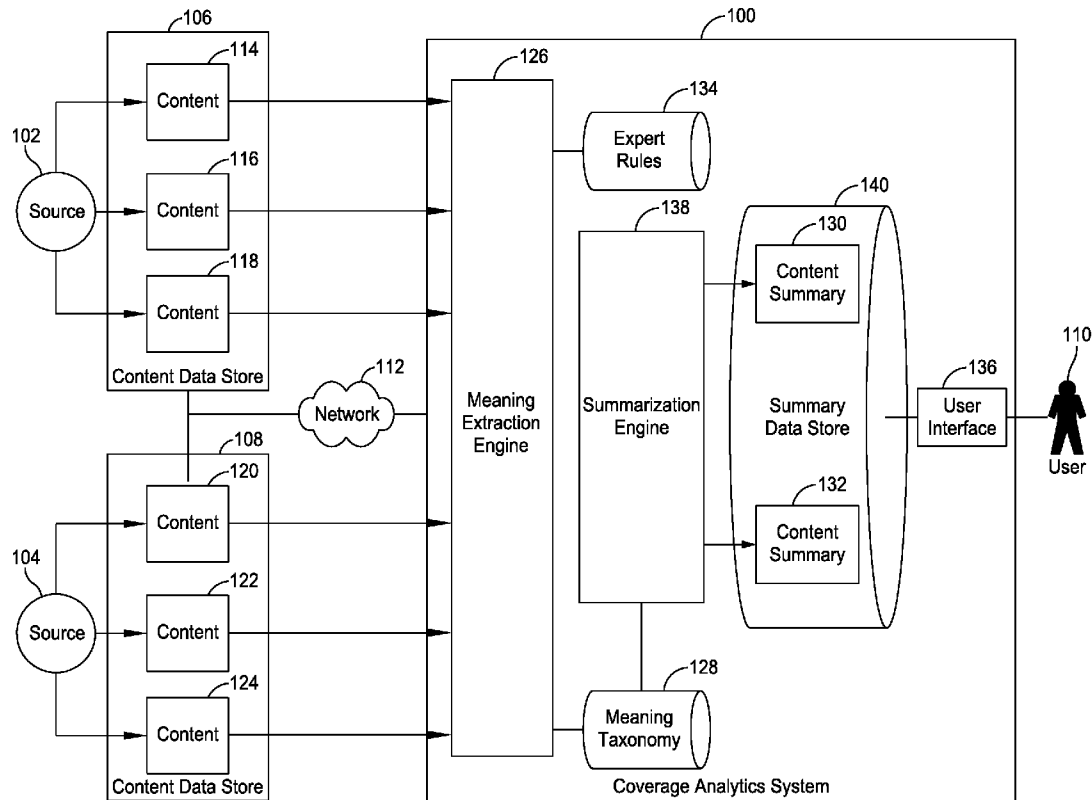 100
106
114
Content
102
Source
116
Content
118
Content
Content Data Store
112
Network
108
120
Content
104
Source
122
Content
124
Content
Content Data Store
126
Meaning
Extraction
Engine
134
Expert
Rules
138
Summarization
Engine
140
130
Content
Summary
Summary
Data Store
132
Content
Summary
128
Meaning
Taxonomy
Coverage Analytics System
136
User
Interface
110
User